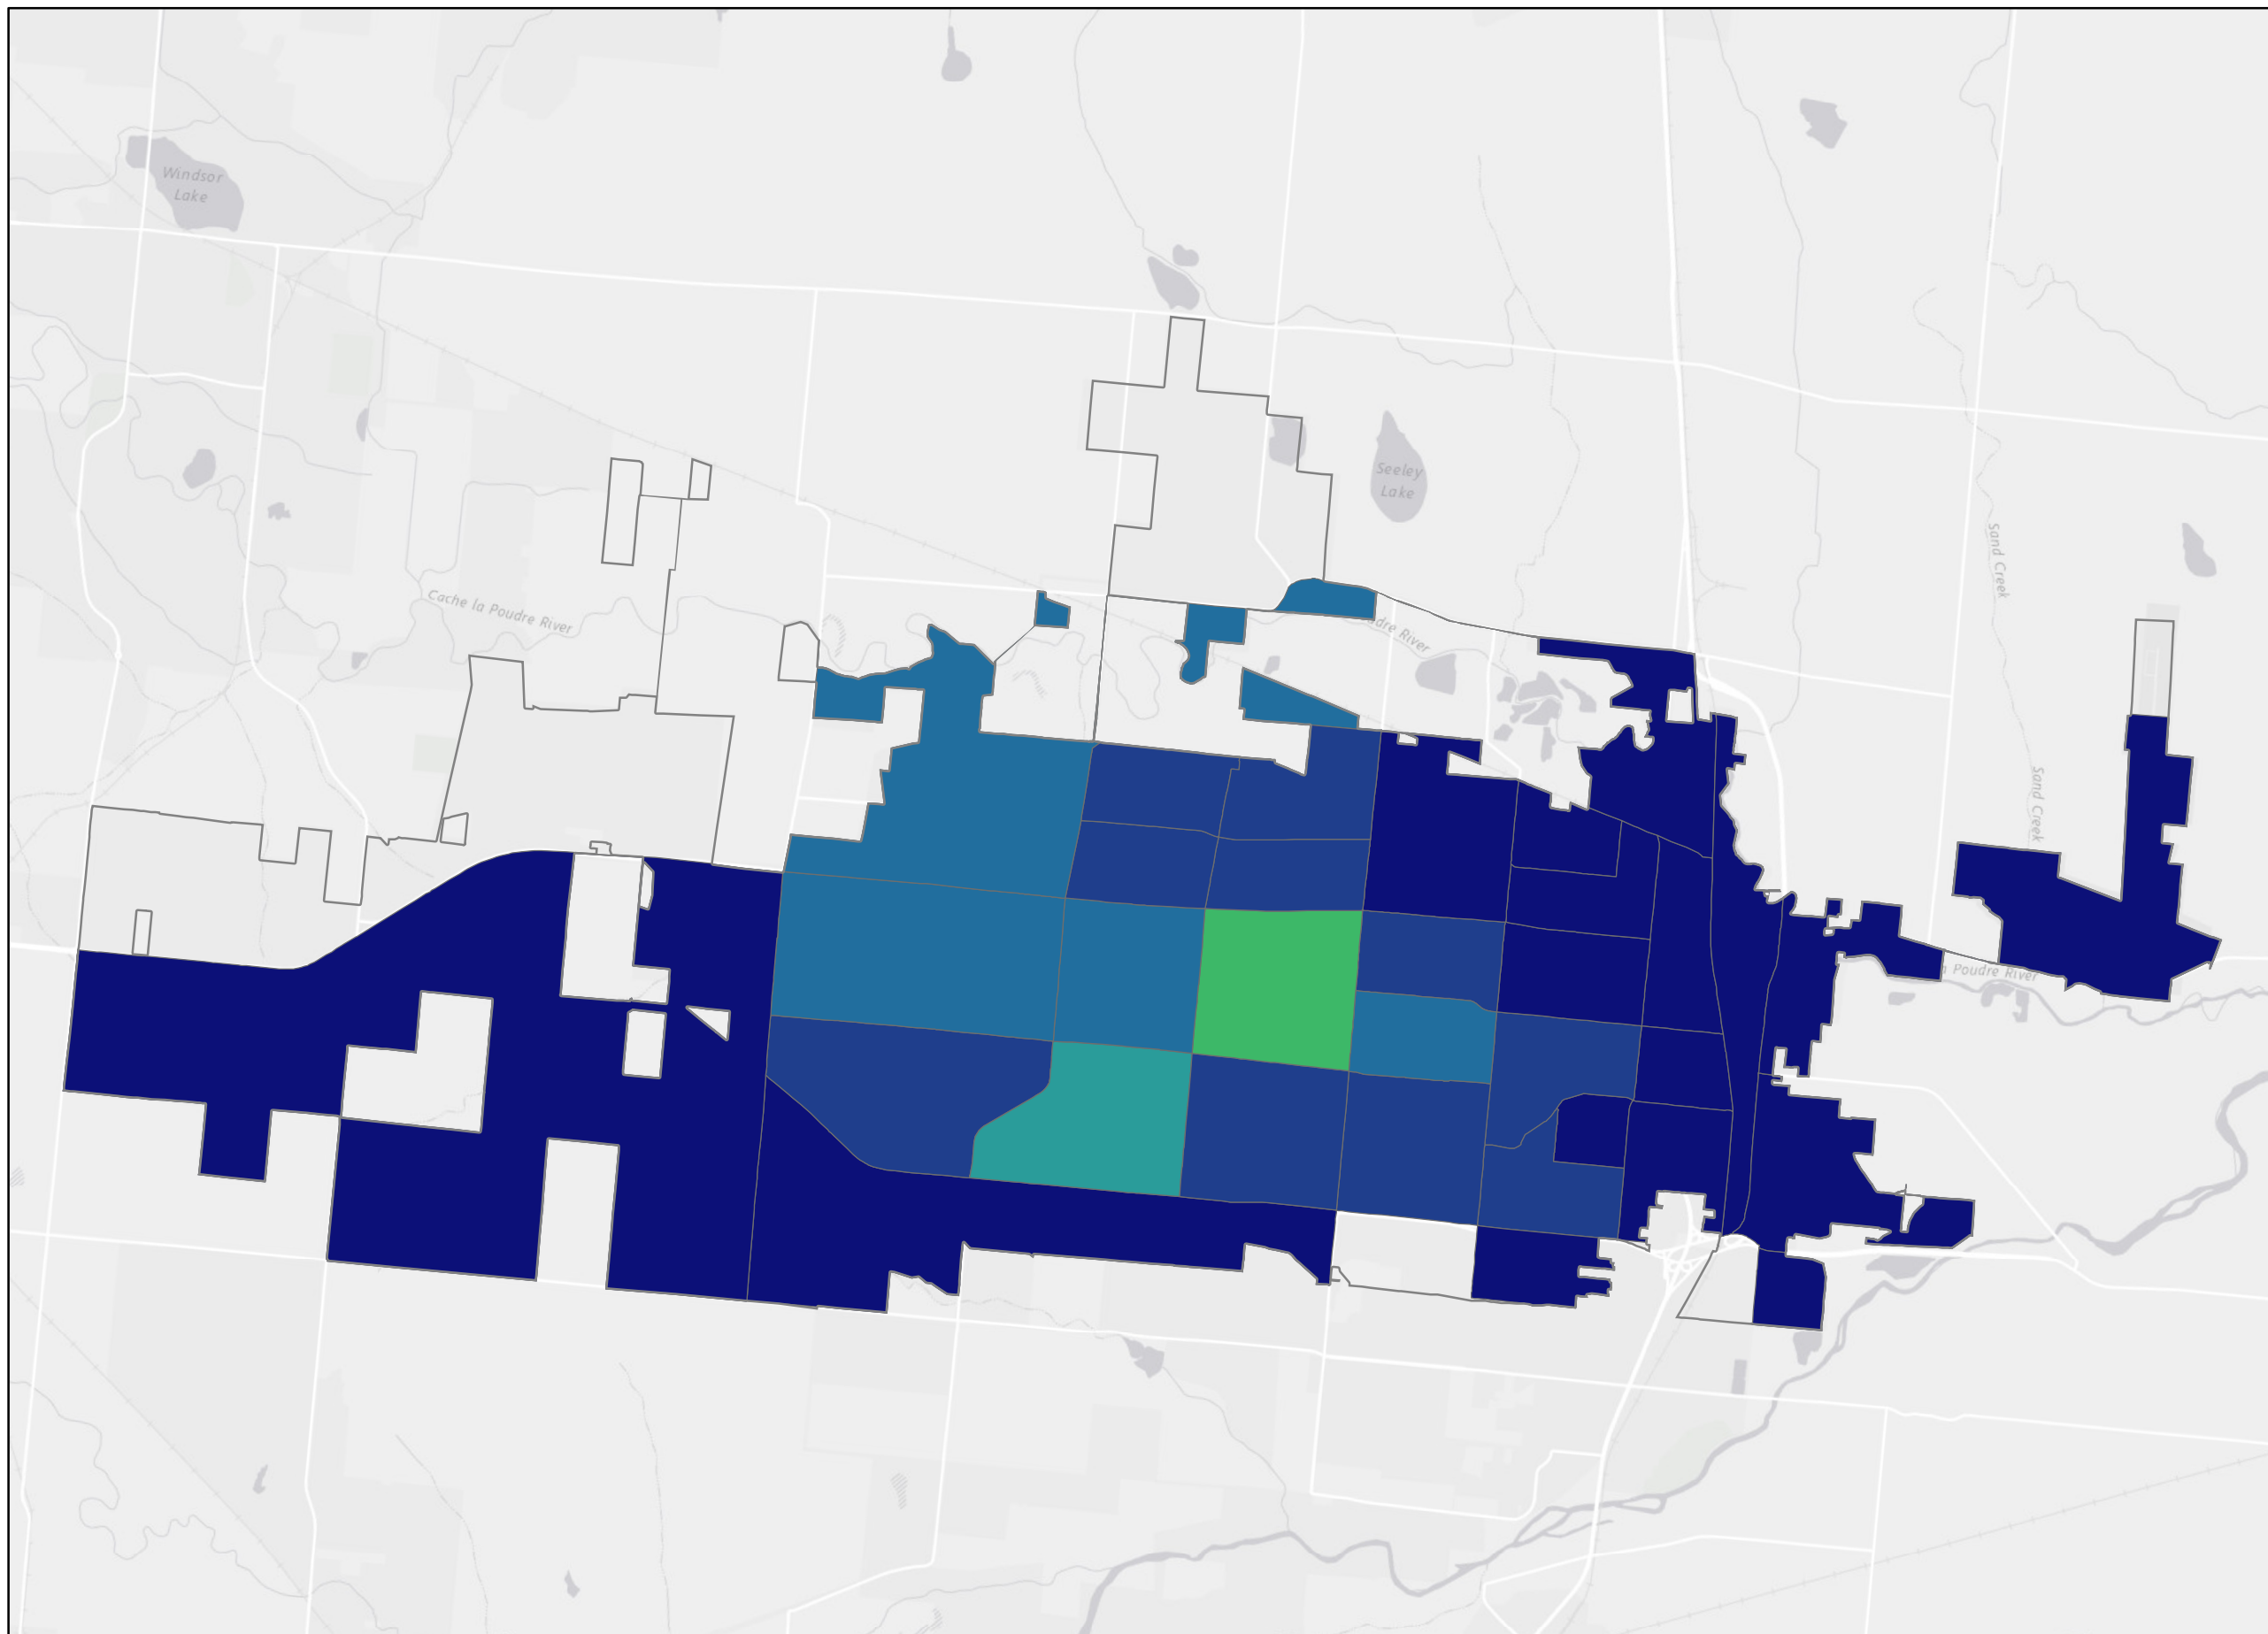 Windsor
Lake
Seeley
Lake
Sand Creek
Cache la Poudre River
dre River
Sand Creek
Poudre River